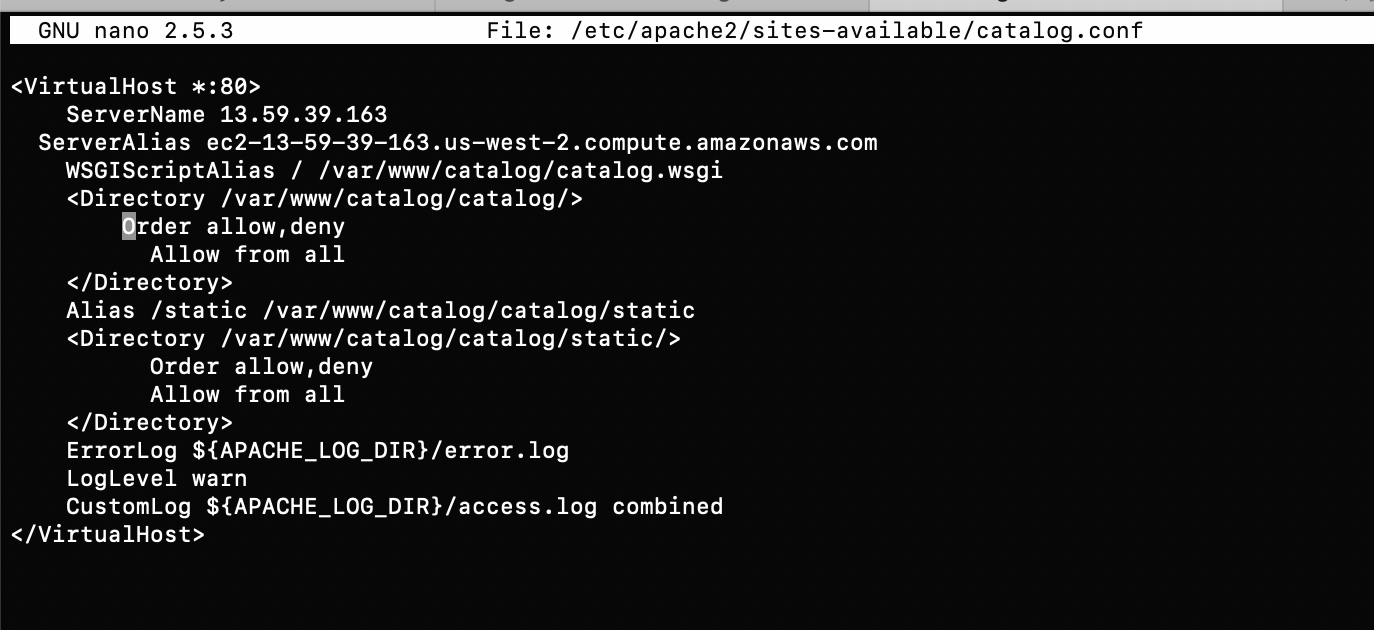 GNU nano 2.5.3 File: /etc/apache2/sites-available/catalog.conf
<VirtualHost *:80>
ServerName 13.59.39.163
ServerAlias ec2-13-59-39-163.us-west-2.compute.amazonaws.com
WSGIScriptAlias / /var/www/catalog/catalog.wsgi
<Directory /var/www/catalog/catalog/>
Order allow,deny
Allow from all
</Directory>
Alias /static /var/www/catalog/catalog/static
<Directory /var/www/catalog/catalog/static/>
Order allow,deny
Allow from all
</Directory>
ErrorLog ${APACHE_LOG_DIR}/error.log
LogLevel warn
CustomLog ${APACHE_LOG_DIR}/access.log combined
</VirtualHost>